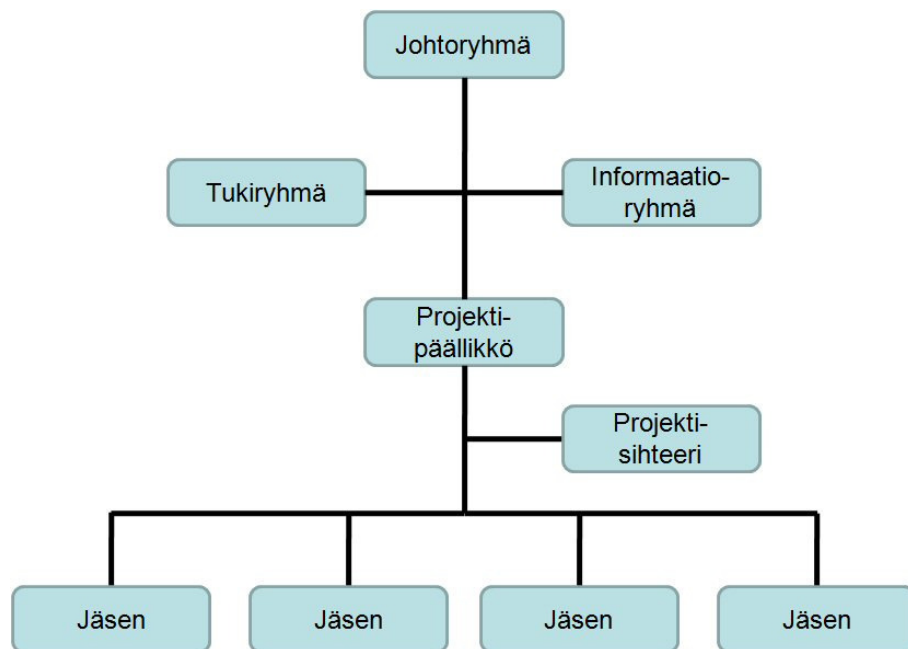 Johtoryhmä
Tukiryhmä
Informaatio-
ryhmä
Projekti-
päällikkö
Projekti-
sihteeri
Jäsen
Jäsen
Jäsen
Jäsen